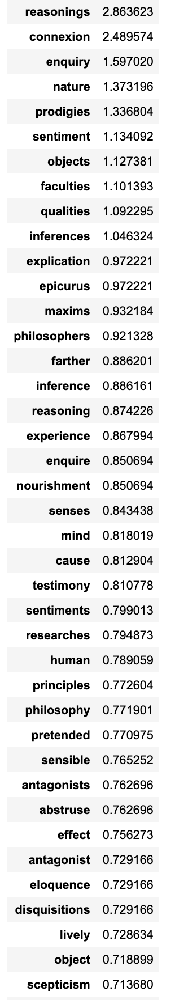 reasonings 2.863623
connexion 2.489574
enquiry 1.597020
nature 1.373196
prodigies 1.336804
sentiment 1.134092
objects 1.127381
faculties 1.101393
qualities 1.092295
inferences 1.046324
explication 0.972221
epicurus 0.972221
maxims 0.932184
philosophers 0.921328
farther 0.886201
inference 0.886161
reasoning 0.874226
experience 0.867994
enquire 0.850694
nourishment 0.850694
senses 0.843438
mind 0.818019
cause 0.812904
testimony 0.810778
sentiments 0.799013
researches 0.794873
human 0.789059
principles 0.772604
philosophy 0.771901
pretended 0.770975
sensible 0.765252
antagonists 0.762696
abstruse 0.762696
effect 0.756273
antagonist 0.729166
eloquence 0.729166
disquisitions 0.729166
lively 0.728634
object 0.718899
scepticism 0.713680